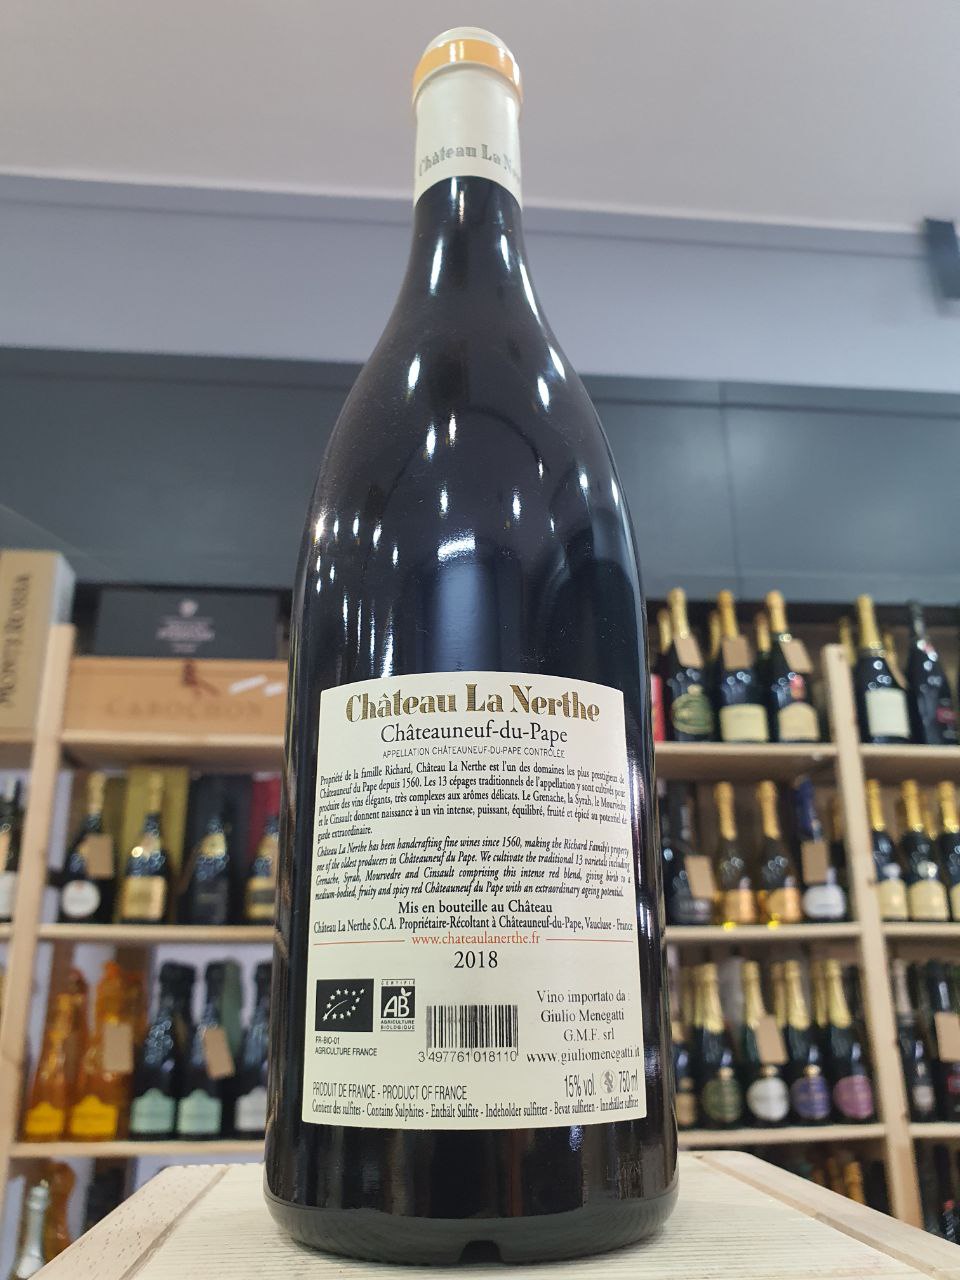 Château La
Château La Nerthe
Châteauneuf-du-Pape
APPELLATION CHÂTEAUNEUF-DU-PAPE CONTRÔLÉE
Propriété de la famille Richard, Château La Nerthe est l'un des domaines les plus prestigieux de
Châteauneuf du Pape depuis 1560. Les 13 cépages traditionnels de l'appellation y sont cultivés pour
produire des vins élégants, très complexes aux arômes délicats. Le Grenache, la Syrah, le Mourvèdre
et le Cinsault donnent naissance à un vin intense, puissant, équilibré, fruité et épicé au potentiel de
garde extraordinaire.
Château La Nerthe has been handcrafting fine wines since 1560, making the Richard Family's property
one of the oldest producers in Châteauneuf du Pape. We cultivate the traditional 13 varietals including
Grenache, Syrah, Mourvedre and Cinsault comprising this intense red blend, giving birth to a
medium-bodied, fruity and spicy red Châteauneuf du Pape with an extraordinary ageing potential.
Mis en bouteille au Château
Château La Nerthe S.C.A. Propriétaire-Récoltant à Châteauneuf-du-Pape, Vaucluse - France
www.chateaulanerthe.fr
2018
CERTIFIÉ
AB
AGRICULTURE
BIOLOGIQUE
FR-BIO-01
AGRICULTURE FRANCE
3 497761 018110
Vino importato da :
Giulio Menegatti
G.M.F. srl
www.giuliomenegatti.it
PRODUIT DE FRANCE - PRODUCT OF FRANCE
15% vol. 750 ml
Contient des sulfites - Contains Sulphites - Enthält Sulfite - Indeholder sulfitter - Bevat sulfieten - Innehåller sulfiter